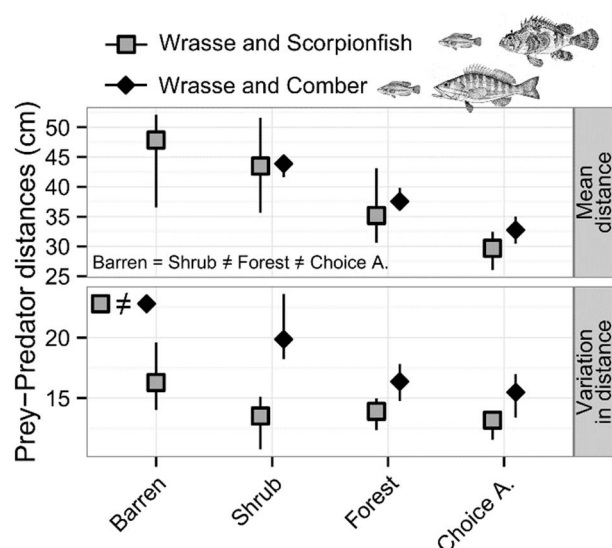 Wrasse and Scorpionfish
Wrasse and Comber
Prey-Predator distances (cm)
50
45
40
35
30
25
Barren = Shrub ≠ Forest ≠ Choice A.
Mean
distance
≠
20
15
Variation
in distance
Barren
Shrub
Forest
Choice A.